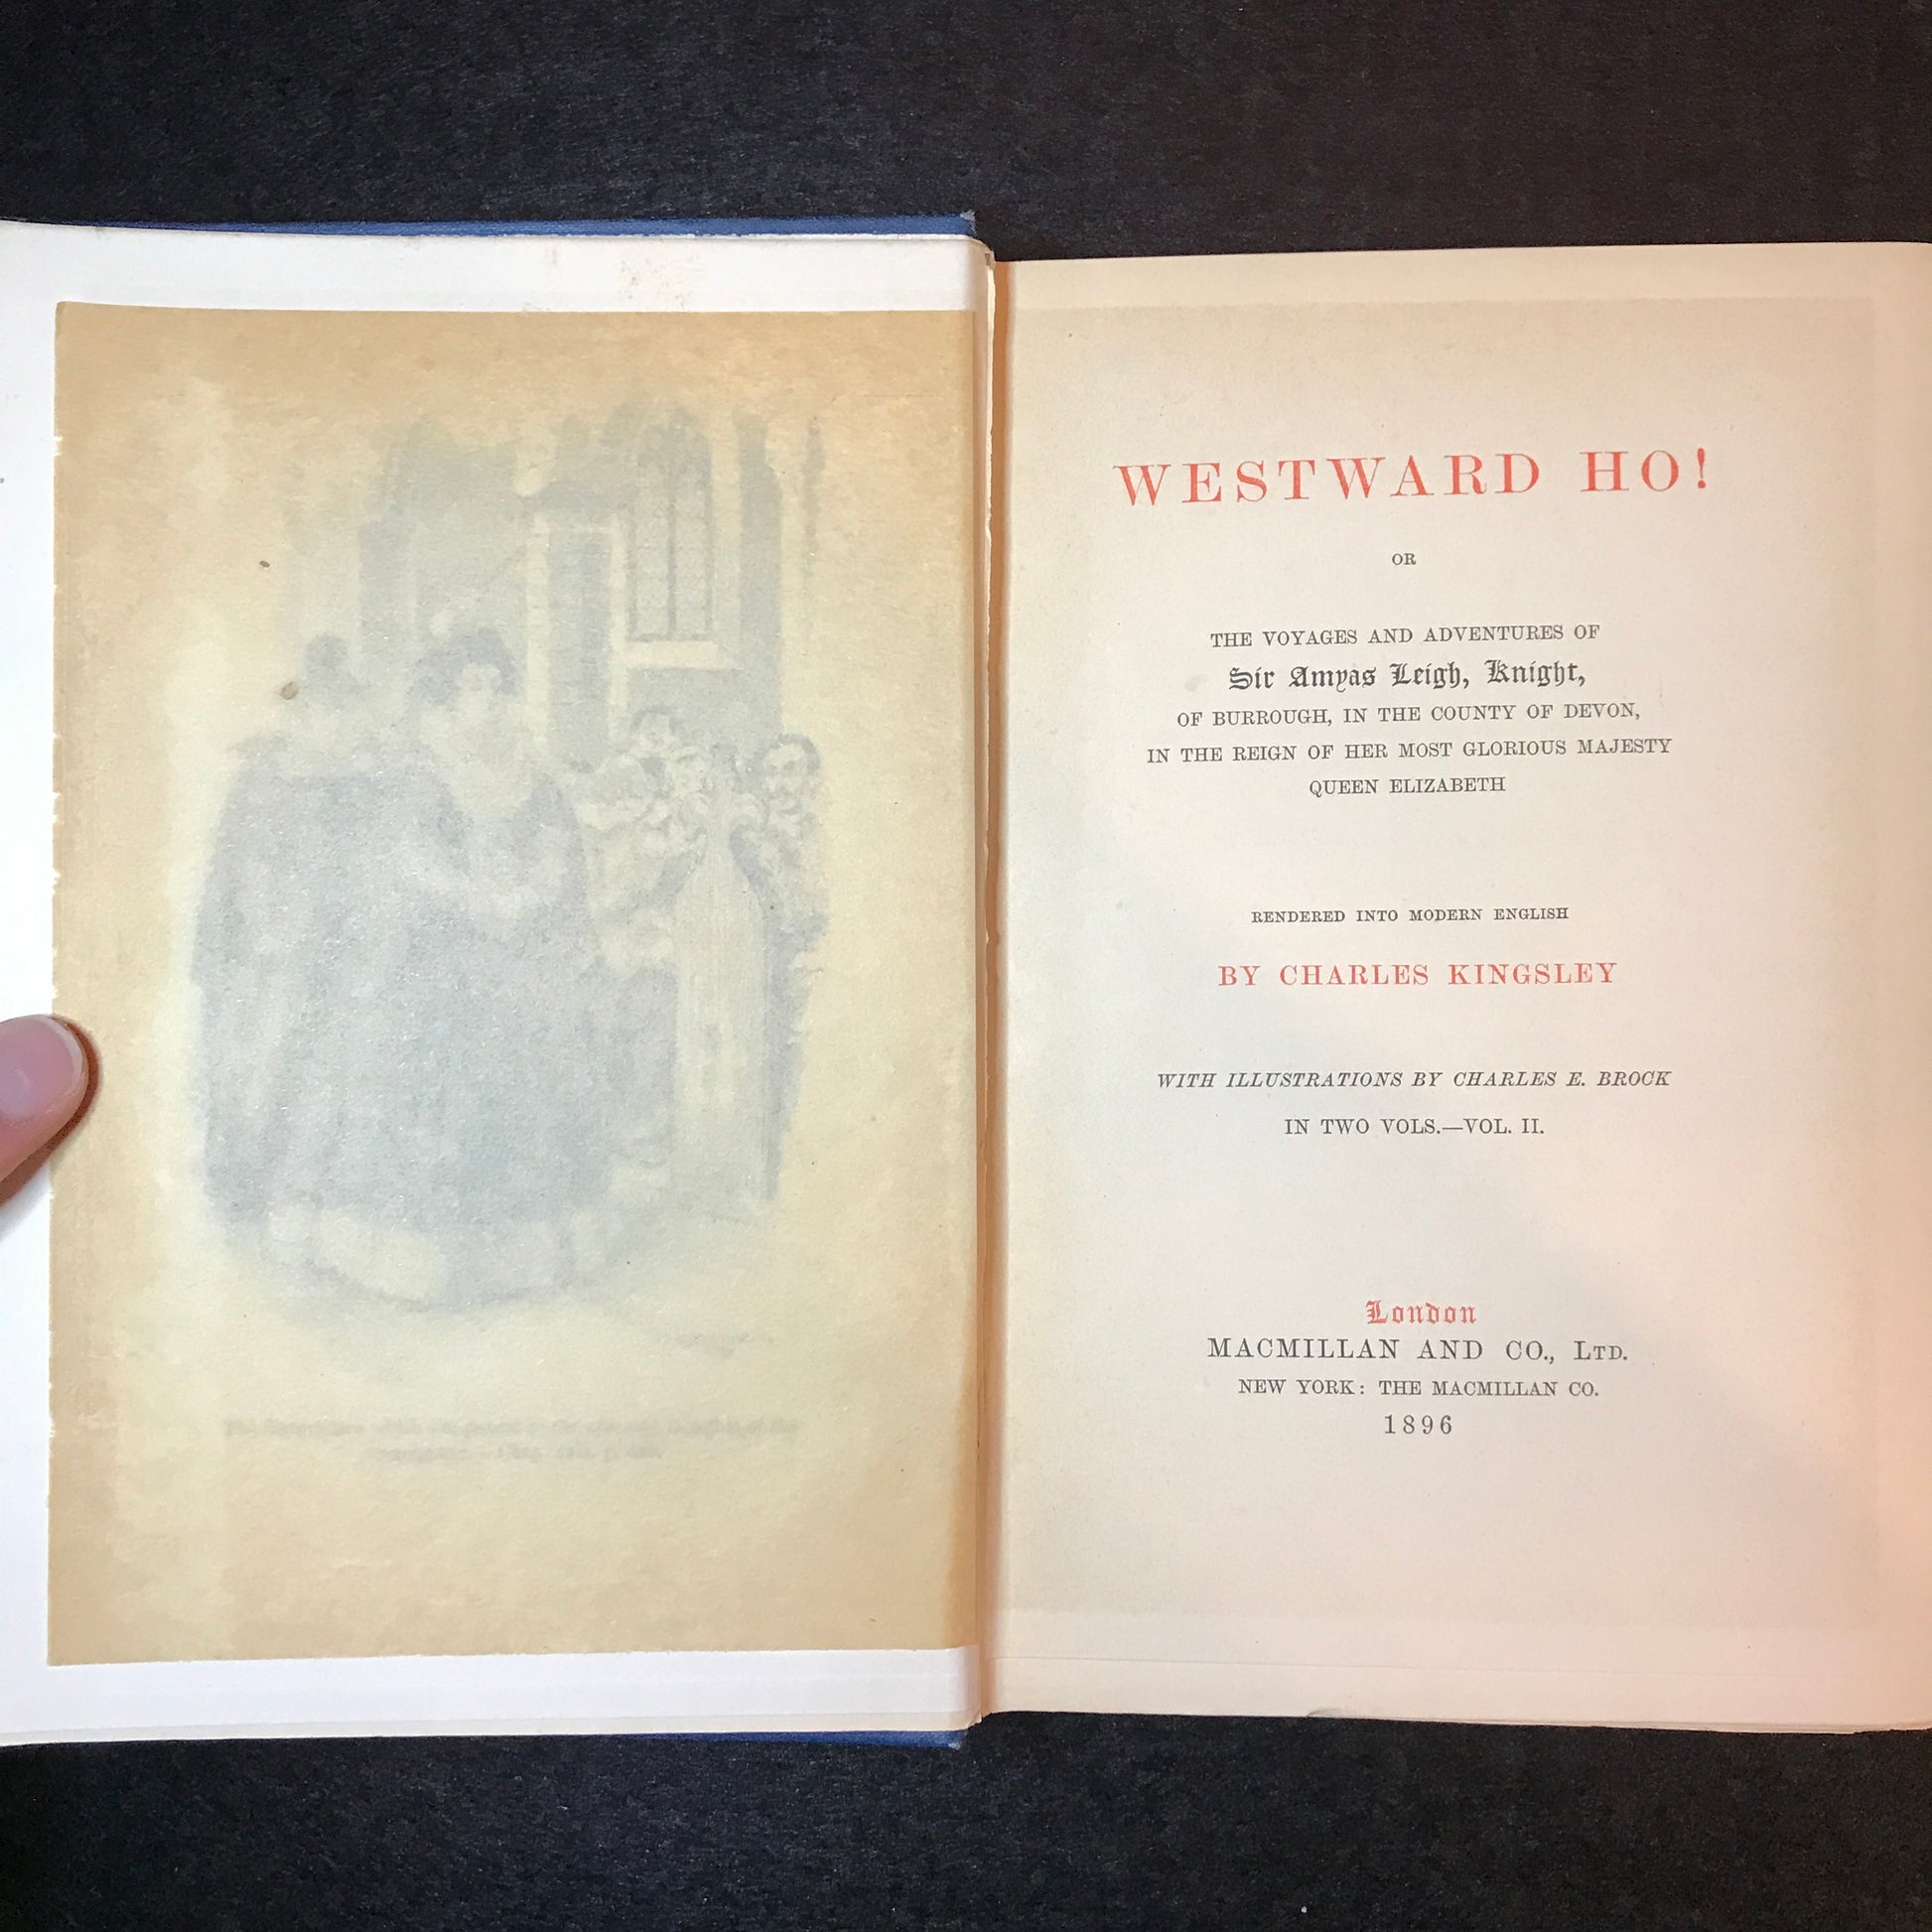 WESTWARD HO!
OR
THE VOYAGES AND ADVENTURES OF
Sir Amyas Leigh, Knight,
OF BURROUGH, IN THE COUNTY OF DEVON,
IN THE REIGN OF HER MOST GLORIOUS MAJESTY
QUEEN ELIZABETH
RENDERED INTO MODERN ENGLISH
BY CHARLES KINGSLEY
WITH ILLUSTRATIONS BY CHARLES E. BROCK
IN TWO VOLS.—VOL. II.
London
MACMILLAN AND CO., LTD.
NEW YORK: THE MACMILLAN CO.
1896